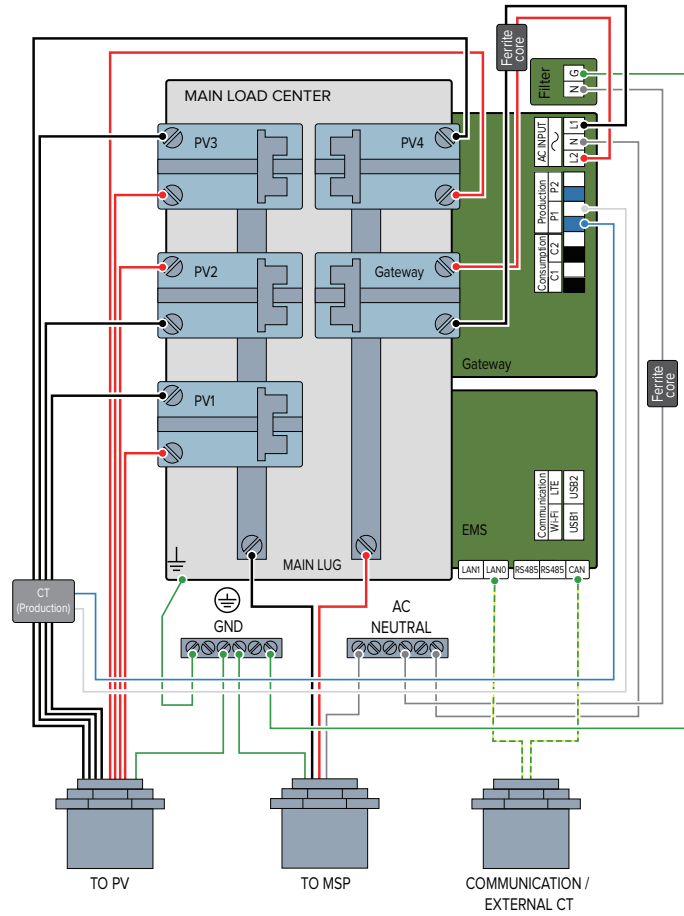 Ferrite
core
Filter
G
N
MAIN LOAD CENTER
PV3
PV4
AC INPUT
L1
N
L2
Production
P2
P1
Consumption
C2
C1
PV2
Gateway
Gateway
Ferrite
core
PV1
EMS
Communication
Wi-Fi
LTE
USB1
USB2
MAIN LUG
LAN1
LAN0
RS485
RS485
CAN
CT
(Production)
GND
AC
NEUTRAL
TO PV
TO MSP
COMMUNICATION /
EXTERNAL CT